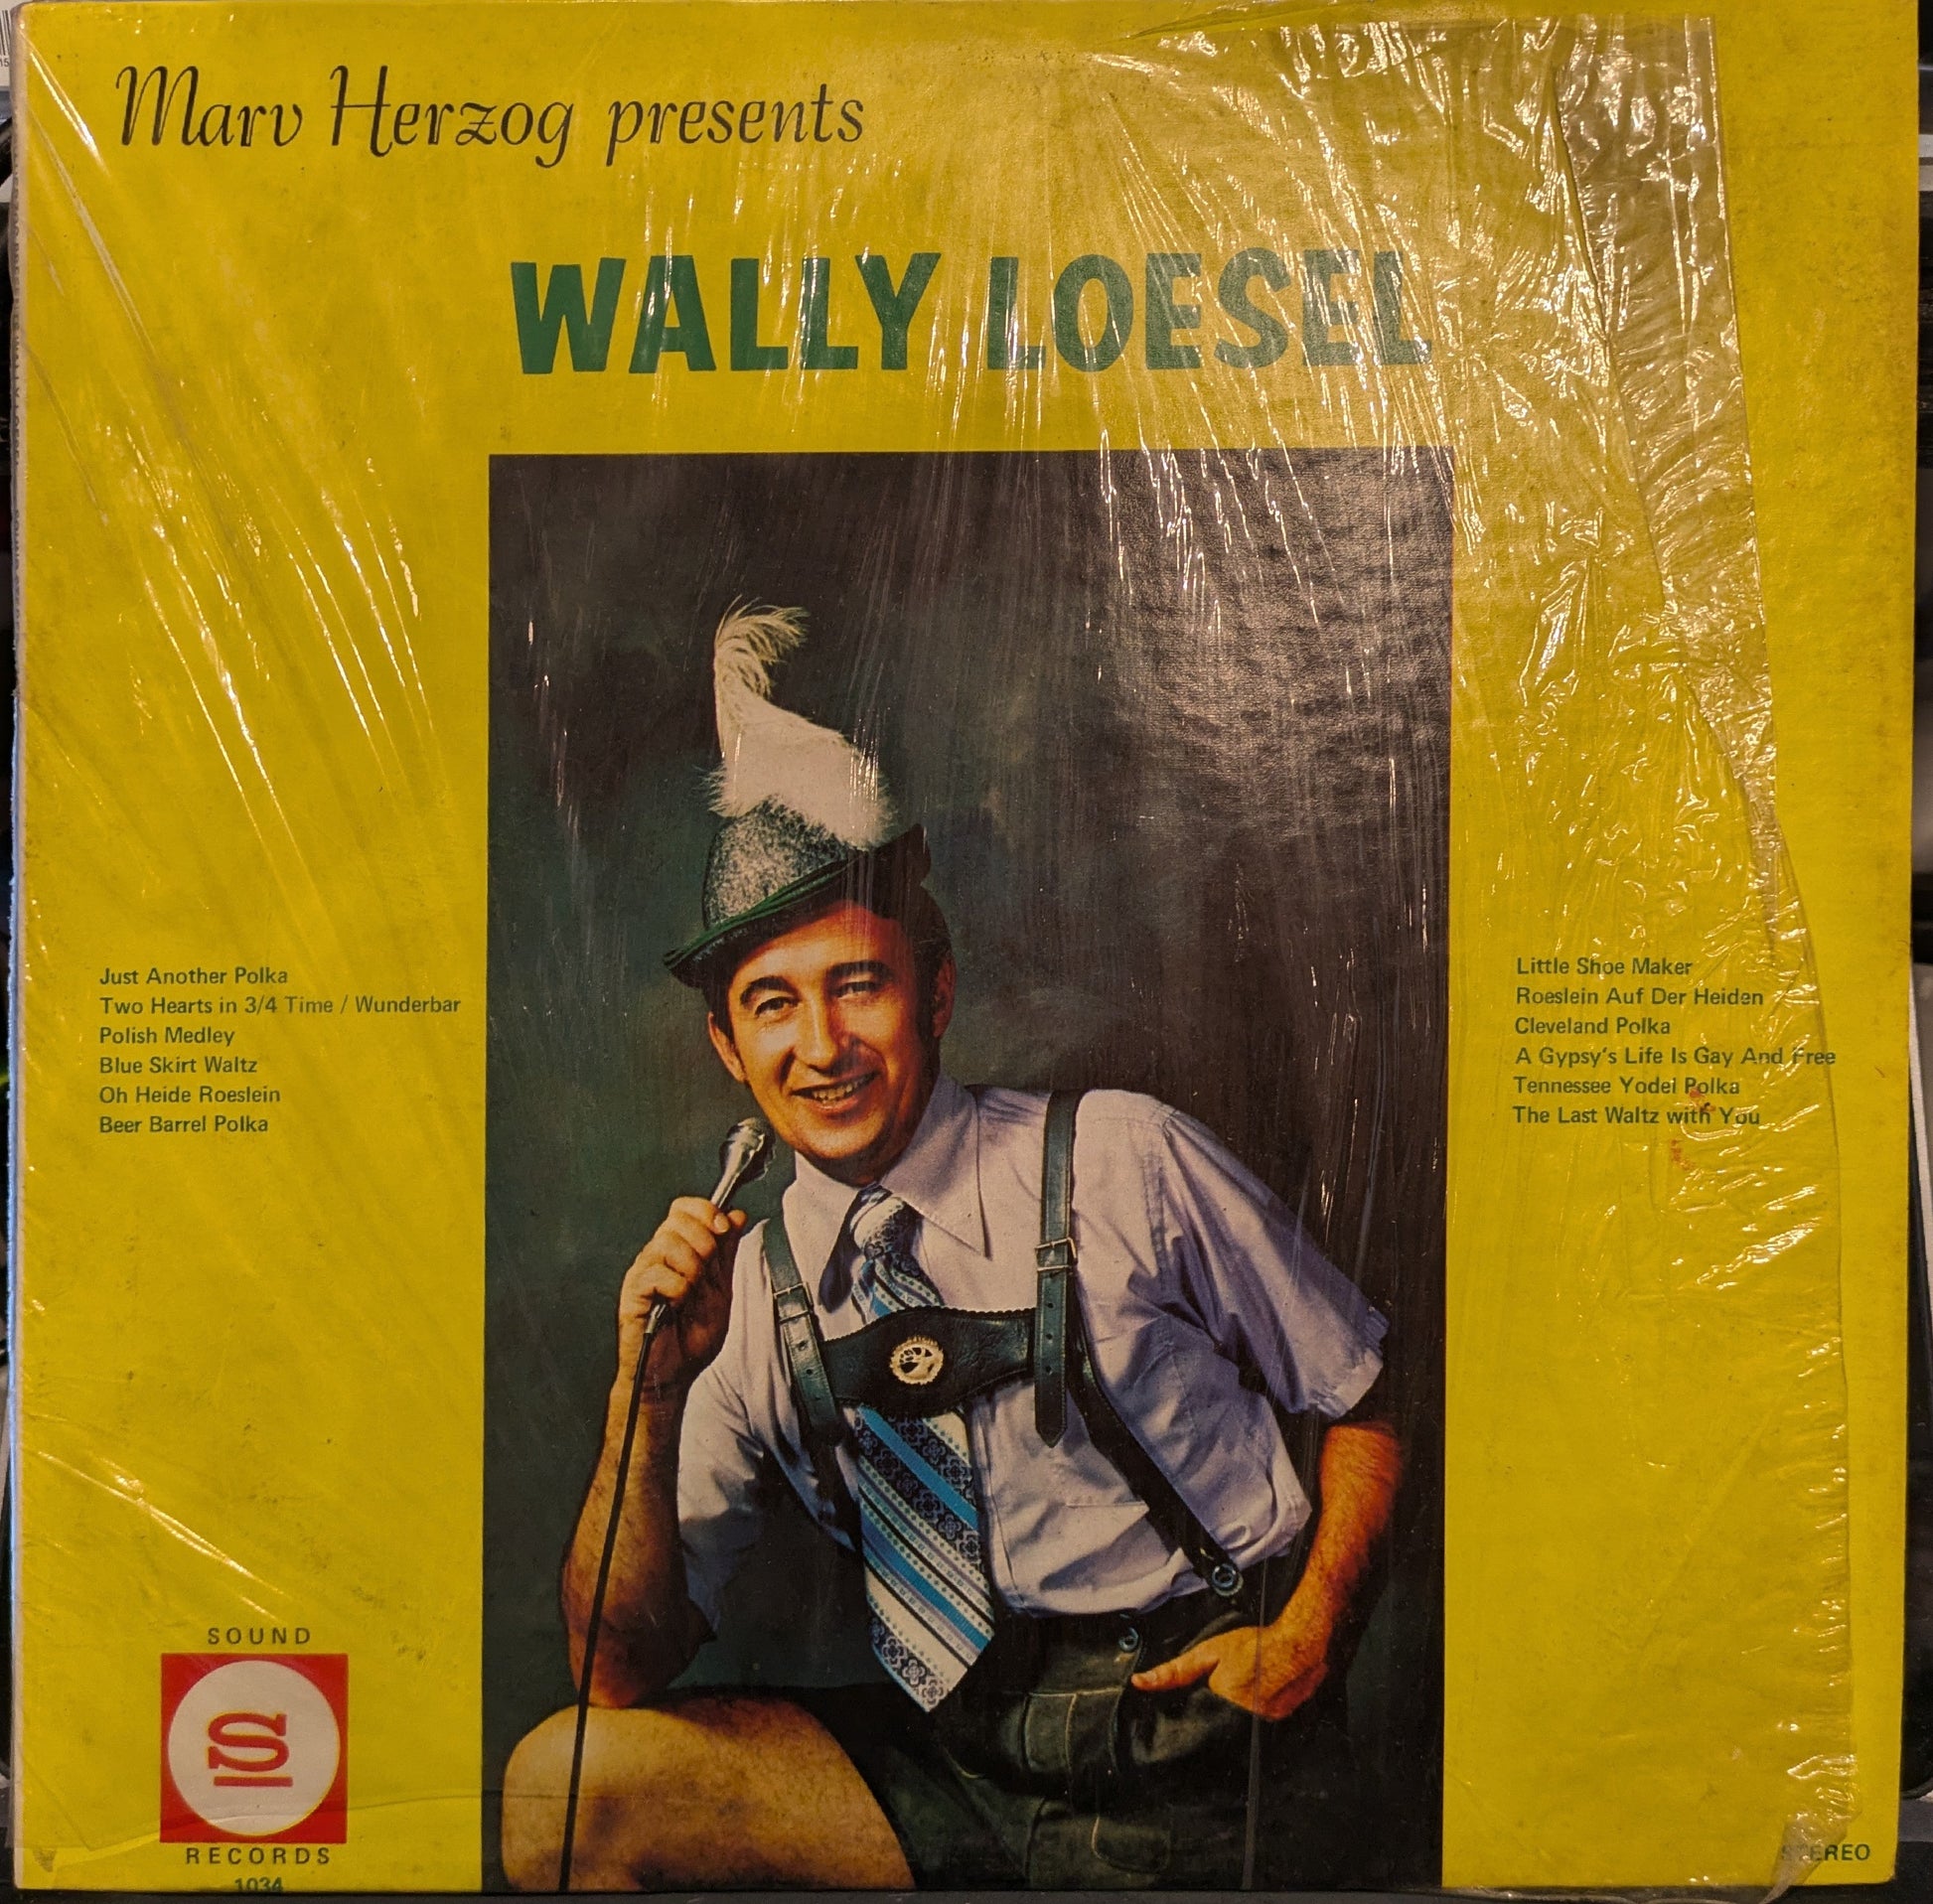 Marv Herzog presents
WALLY LOESEL
Just Another Polka
Two Hearts in 3/4 Time / Wunderbar
Polish Medley
Blue Skirt Waltz
Oh Heide Roeslein
Beer Barrel Polka
Little Shoe Maker
Roeslein Auf Der Heiden
Cleveland Polka
A Gypsy's Life Is Gay And Free
Tennessee Yodel Polka
The Last Waltz with You
SOUND
S
RECORDS
1034
STEREO